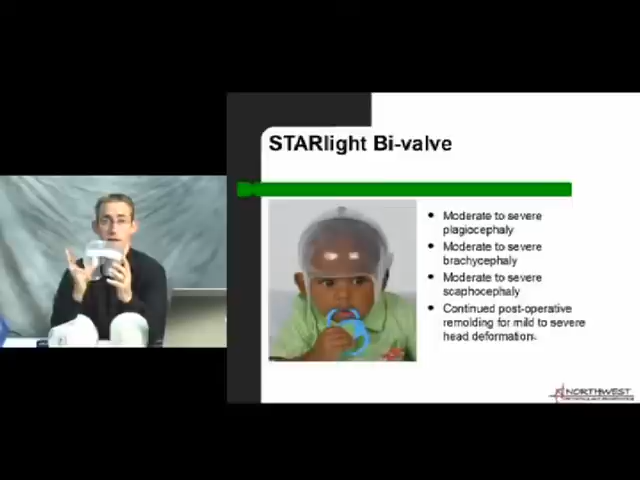 STARlight Bi-valve
Moderate to severe
plagiocephaly
Moderate to severe
brachycephaly
Moderate to severe
scaphocephaly
Continued post-operative
remolding for mild to severe
head deformation.
NORTHWEST